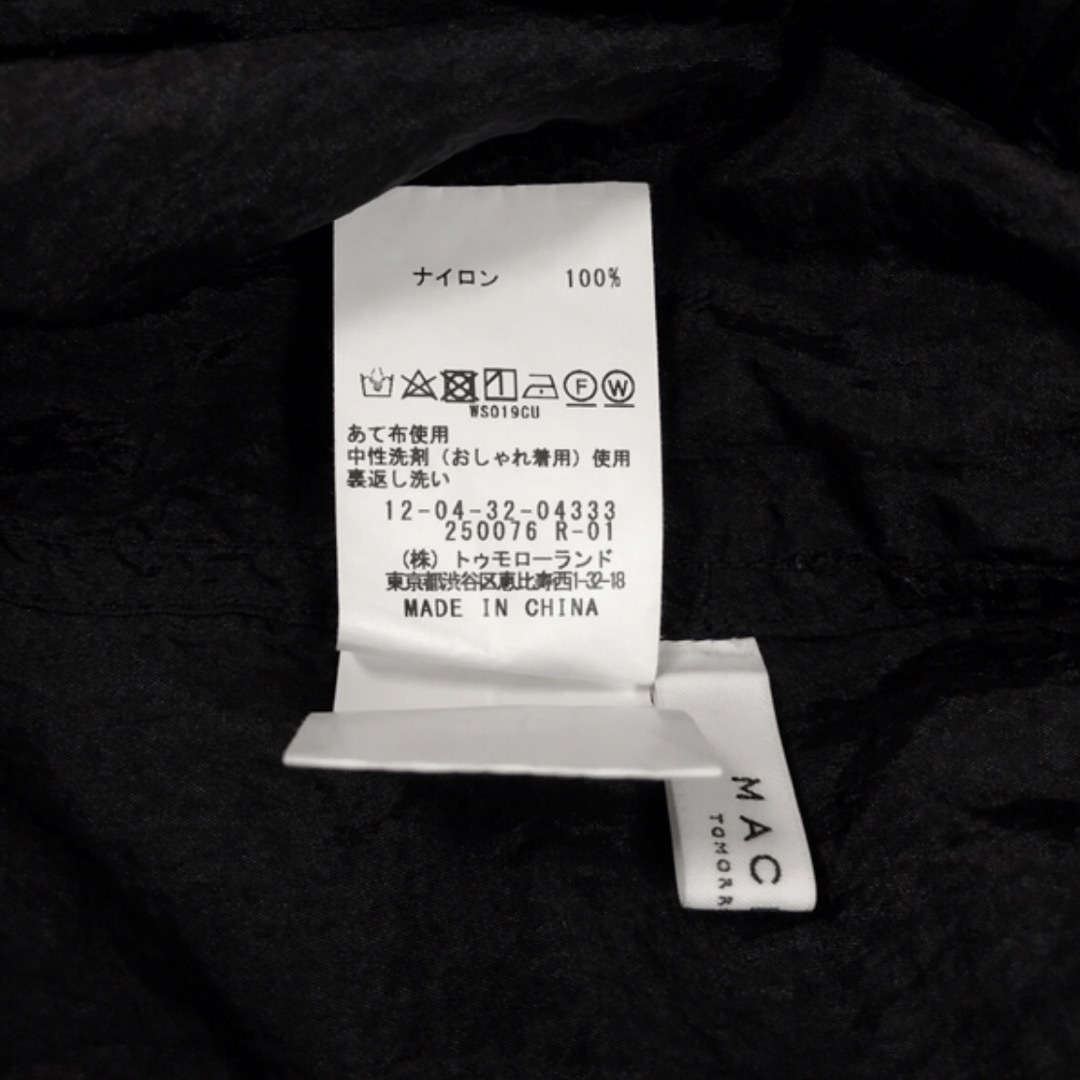 ナイロン 100%
F W
WS019CU
あて布使用
中性洗剤（おしゃれ着用）使用
裏返し洗い
12-04-32-04333
250076 R-01
（株）トゥモローランド
東京都渋谷区恵比寿西1-32-18
MADE IN CHINA
MAC
TOMORR